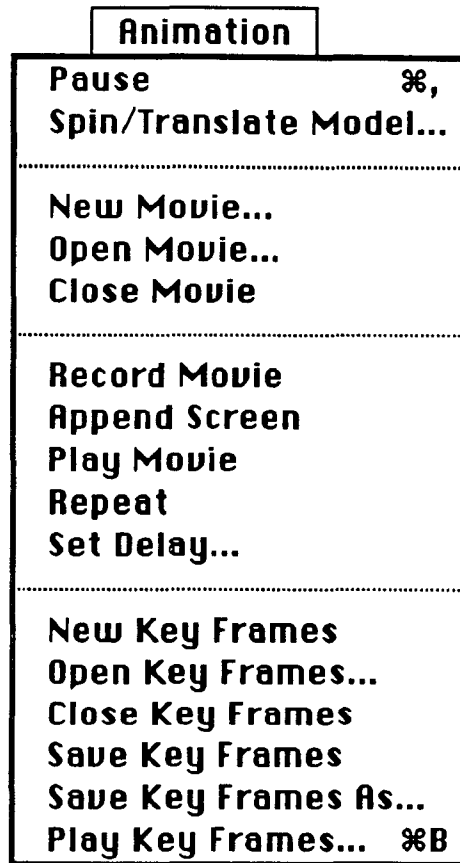 Animation
Pause ⌘,
Spin/Translate Model...
New Movie...
Open Movie...
Close Movie
Record Movie
Append Screen
Play Movie
Repeat
Set Delay...
New Key Frames
Open Key Frames...
Close Key Frames
Save Key Frames
Save Key Frames As...
Play Key Frames... ⌘B